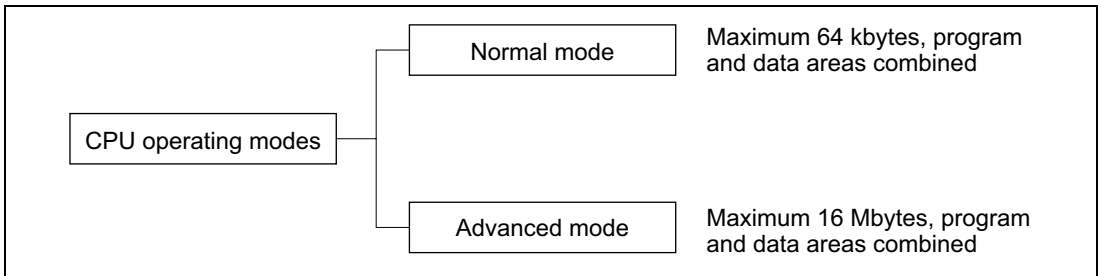 Normal mode
Maximum 64 kbytes, program
and data areas combined
CPU operating modes
Advanced mode
Maximum 16 Mbytes, program
and data areas combined